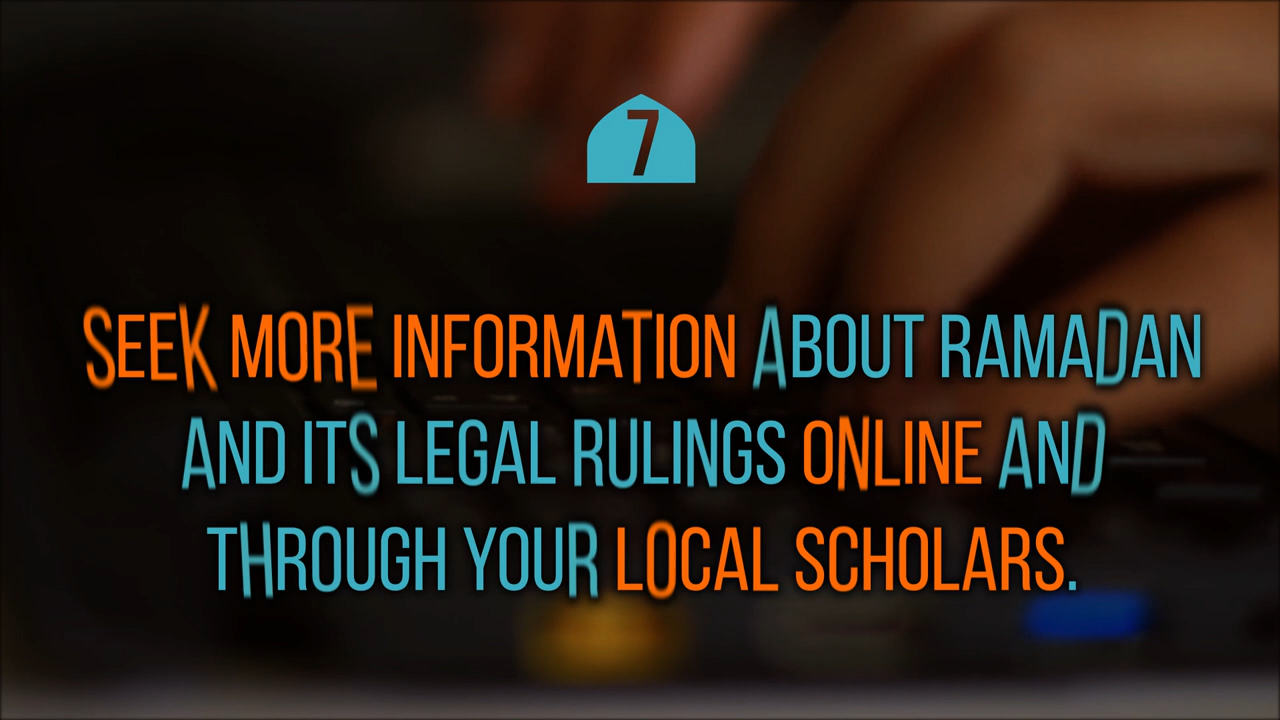 7
SEEK MORE INFORMATION ABOUT RAMADAN
AND ITS LEGAL RULINGS ONLINE AND
THROUGH YOUR LOCAL SCHOLARS.